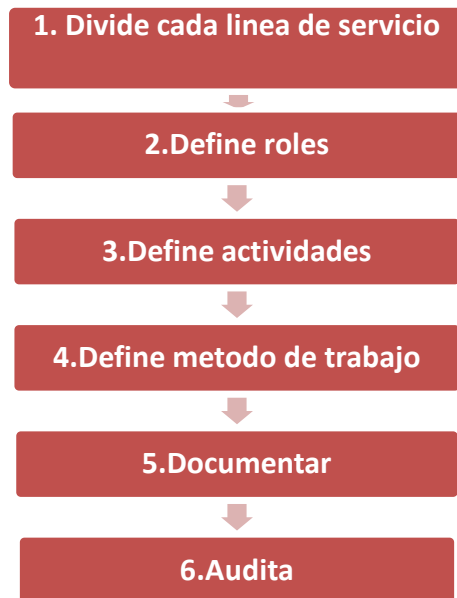 1. Divide cada linea de servicio
2.Define roles
3.Define actividades
4.Define metodo de trabajo
5.Documentar
6.Audita